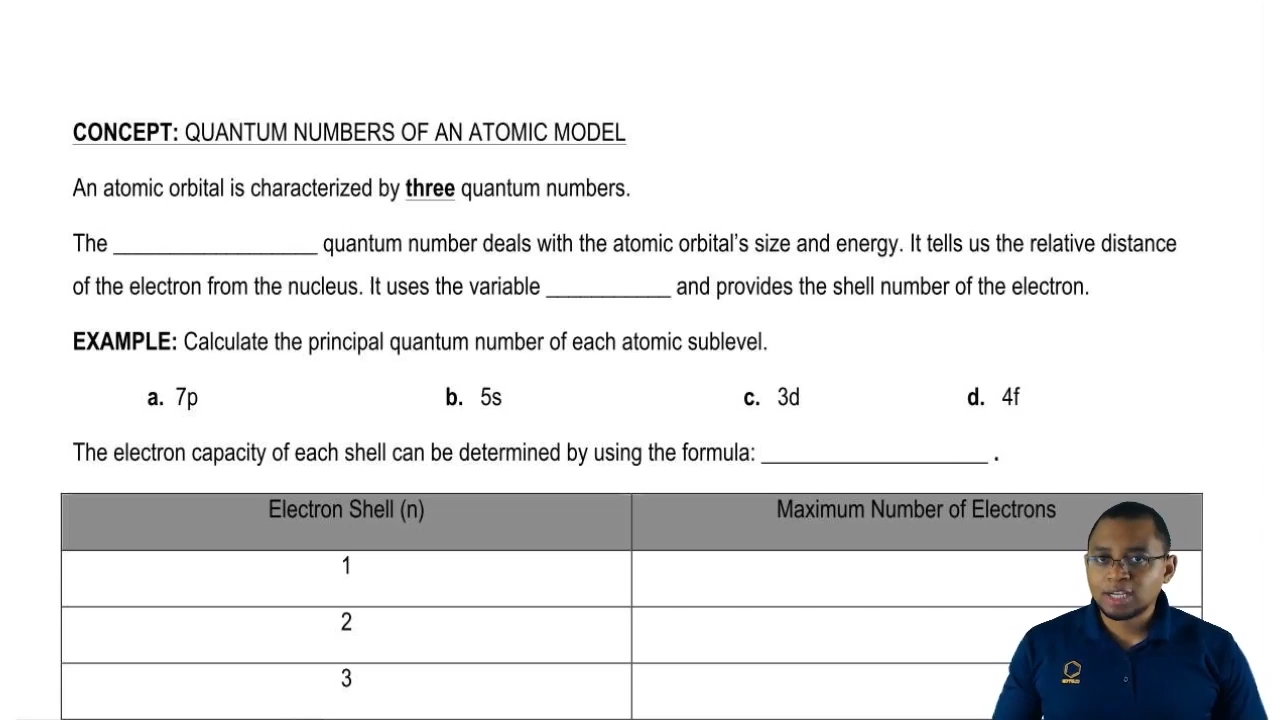 CONCEPT: QUANTUM NUMBERS OF AN ATOMIC MODEL
An atomic orbital is characterized by three quantum numbers.
The __________________ quantum number deals with the atomic orbital's size and energy. It tells us the relative distance
of the electron from the nucleus. It uses the variable ___________ and provides the shell number of the electron.
EXAMPLE: Calculate the principal quantum number of each atomic sublevel.
a. 7p b. 5s c. 3d d. 4f
The electron capacity of each shell can be determined by using the formula: ____________________ .
Electron Shell (n) Maximum Number of Electrons
1
2
3